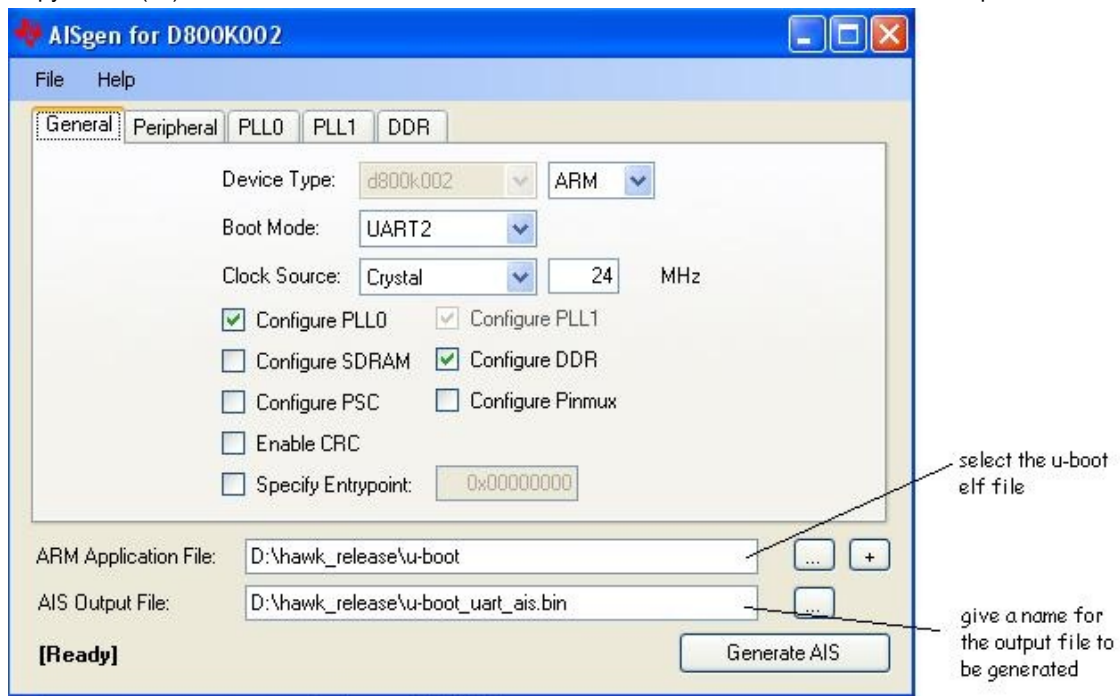 AISgen for D800K002
File Help
General Peripheral PLL0 PLL1 DDR
Device Type: d800k002 ARM
Boot Mode: UART2
Clock Source: Crystal 24 MHz
Configure PLL0 Configure PLL1
Configure SDRAM Configure DDR
Configure PSC Configure Pinmux
Enable CRC
Specify Entrypoint: 0x00000000
select the u-boot
elf file
ARM Application File: D:\hawk_release\u-boot ... +
AIS Output File: D:\hawk_release\u-boot_uart_ais.bin ...
give a name for
the output file to
be generated
[Ready] Generate AIS